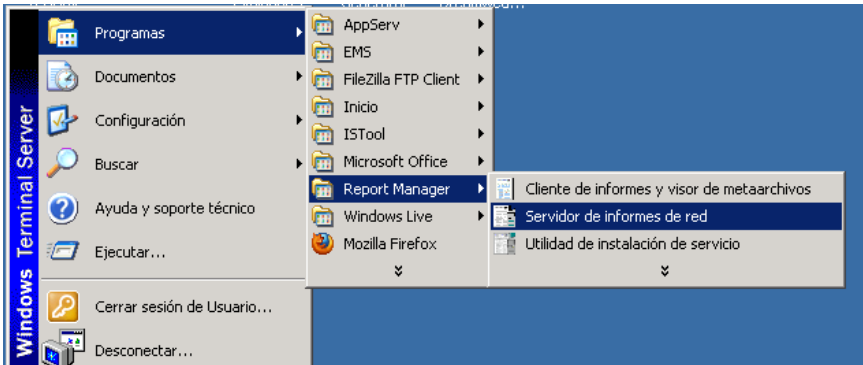 Windows Terminal Server
Programas
Documentos
Configuración
Buscar
Ayuda y soporte técnico
Ejecutar...
Cerrar sesión de Usuario...
Desconectar...
AppServ
EMS
FileZilla FTP Client
Inicio
ISTool
Microsoft Office
Report Manager
Windows Live
Mozilla Firefox
Cliente de informes y visor de metaarchivos
Servidor de informes de red
Utilidad de instalación de servicio